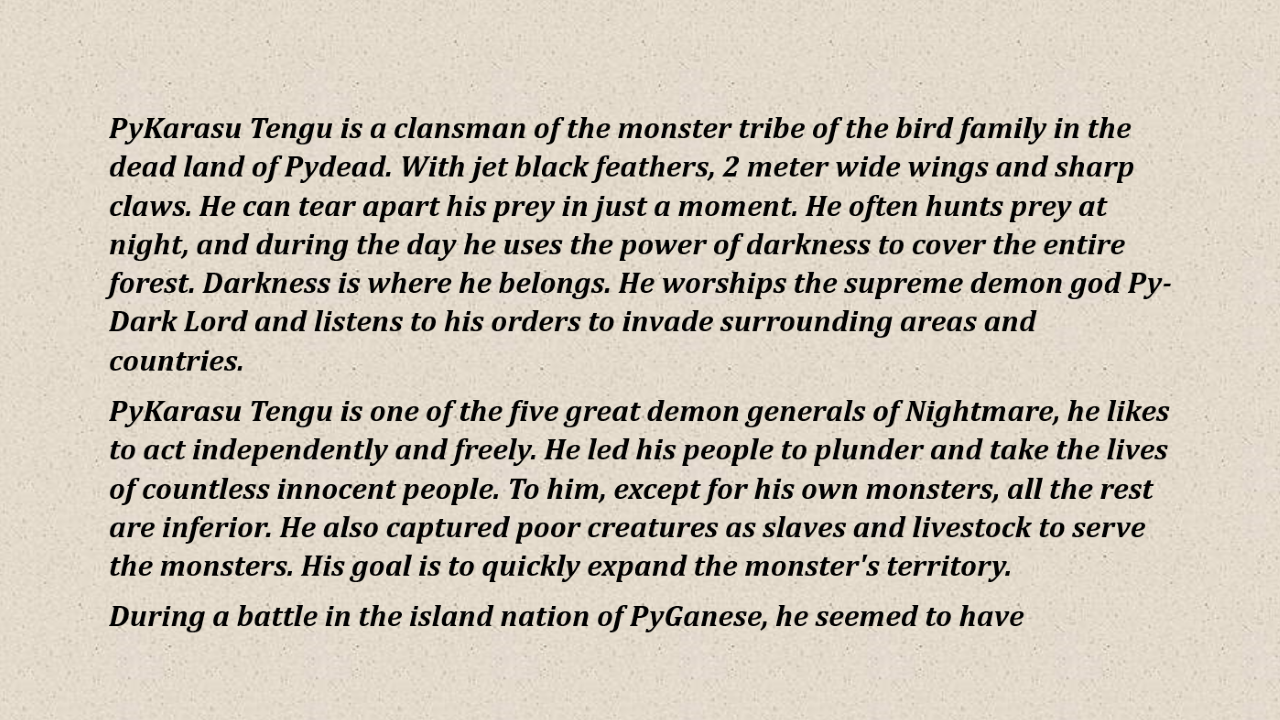 PyKarasu Tengu is a clansman of the monster tribe of the bird family in the
dead land of Pydead. With jet black feathers, 2 meter wide wings and sharp
claws. He can tear apart his prey in just a moment. He often hunts prey at
night, and during the day he uses the power of darkness to cover the entire
forest. Darkness is where he belongs. He worships the supreme demon god Py-
Dark Lord and listens to his orders to invade surrounding areas and
countries.
PyKarasu Tengu is one of the five great demon generals of Nightmare, he likes
to act independently and freely. He led his people to plunder and take the lives
of countless innocent people. To him, except for his own monsters, all the rest
are inferior. He also captured poor creatures as slaves and livestock to serve
the monsters. His goal is to quickly expand the monster's territory.
During a battle in the island nation of PyGanese, he seemed to have